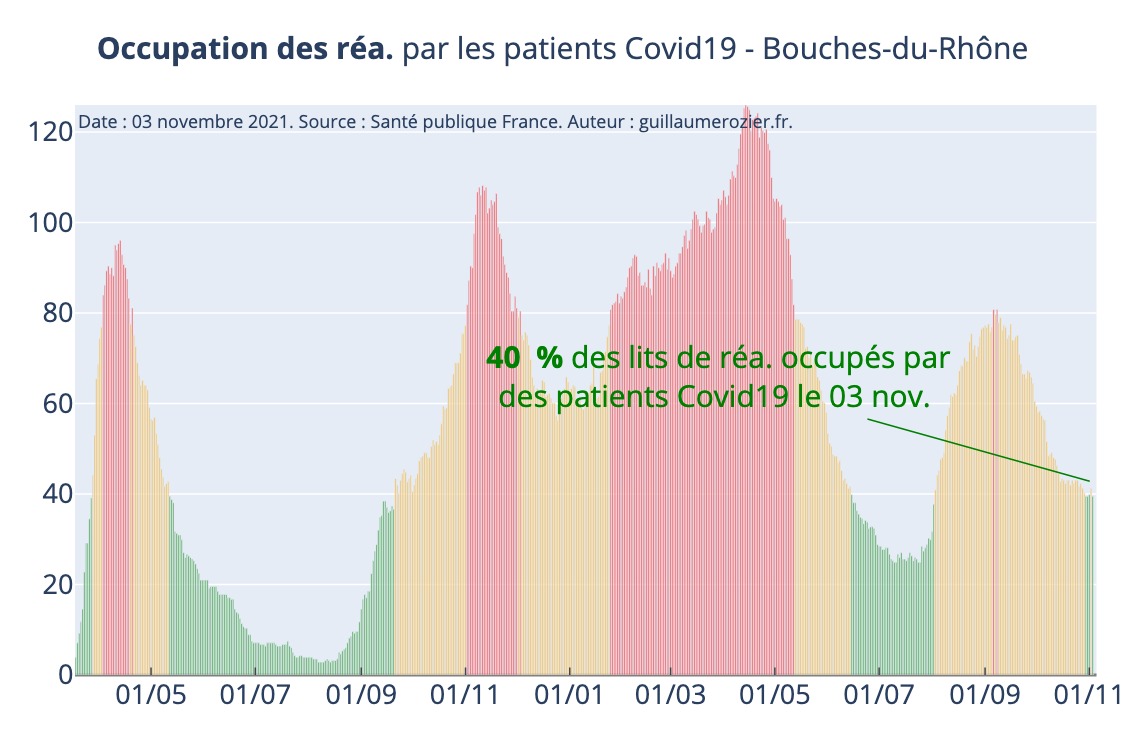 Occupation des réa. par les patients Covid19 - Bouches-du-Rhône
Date : 03 novembre 2021. Source : Santé publique France. Auteur : guillaumerozier.fr.
120
100
80
60
40
20
0
40 % des lits de réa. occupés par
des patients Covid19 le 03 nov.
01/05 01/07 01/09 01/11 01/01 01/03 01/05 01/07 01/09 01/11